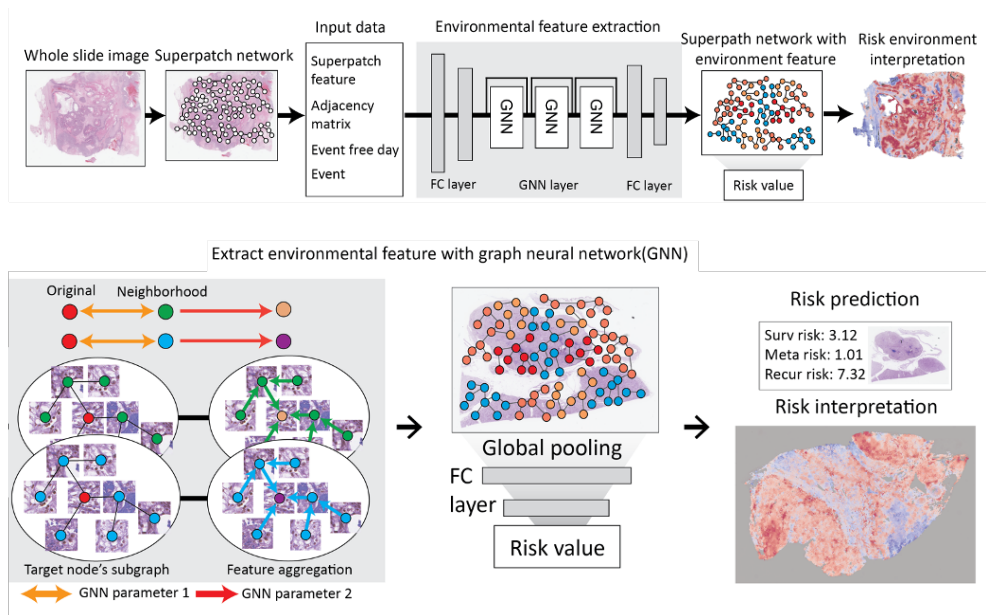 Input data
Environmental feature extraction
Whole slide image
Superpatch network
Superpatch
feature
Adjacency
matrix
Event free day
Event
GNN
GNN
GNN
FC layer
GNN layer
FC layer
Superpath network with
environment feature
Risk value
Risk environment
interpretation
Extract environmental feature with graph neural network(GNN)
Original
Neighborhood
Target node's subgraph
Feature aggregation
GNN parameter 1
GNN parameter 2
Global pooling
FC
layer
Risk value
Risk prediction
Surv risk: 3.12
Meta risk: 1.01
Recur risk: 7.32
Risk interpretation